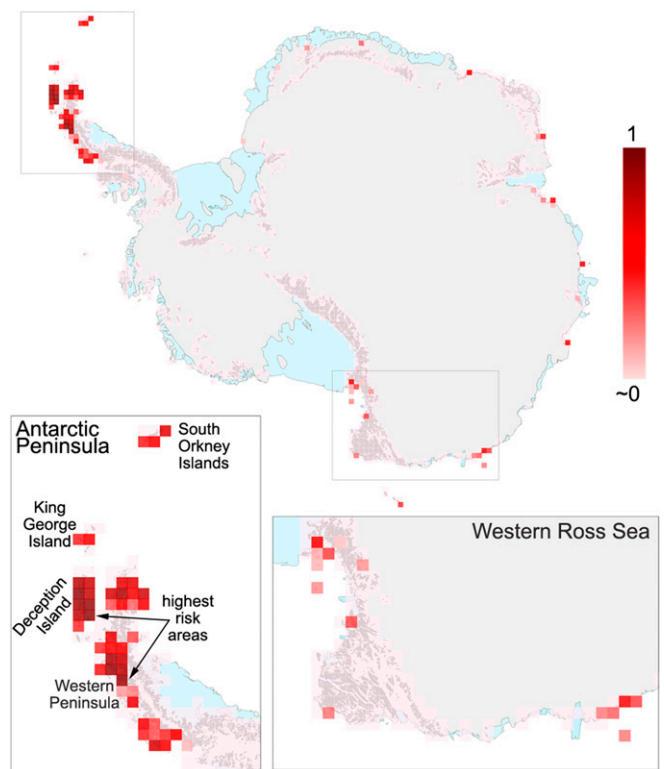 1
~0
Antarctic
Peninsula
South
Orkney
Islands
King
George
Island
Deception
Island
highest
risk
areas
Western
Peninsula
Western Ross Sea